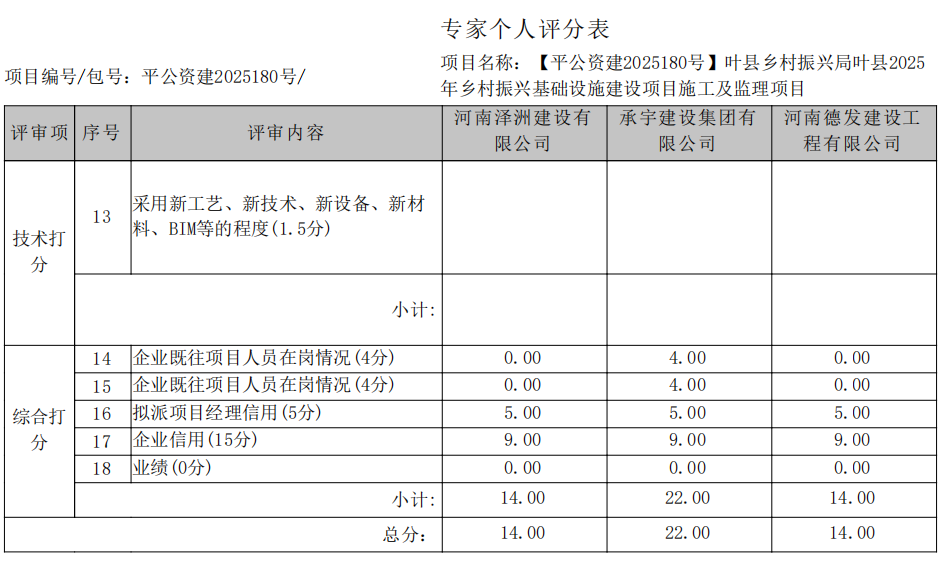 专家个人评分表
项目编号/包号: 平公资建2025180号/
项目名称: 【平公资建2025180号】叶县乡村振兴局叶县2025
年乡村振兴基础设施建设项目施工及监理项目
评审项 序号 评审内容 河南泽洲建设有限公司 承宇建设集团有限公司 河南德发建设工程有限公司
技术打分
13 采用新工艺、新技术、新设备、新材
料、BIM等的程度(1.5分)
小计:
综合打分
14 企业既往项目人员在岗情况(4分) 0.00 4.00 0.00
15 企业既往项目人员在岗情况(4分) 0.00 4.00 0.00
16 拟派项目经理信用(5分) 5.00 5.00 5.00
17 企业信用(15分) 9.00 9.00 9.00
18 业绩(0分) 0.00 0.00 0.00
小计: 14.00 22.00 14.00
总分: 14.00 22.00 14.00